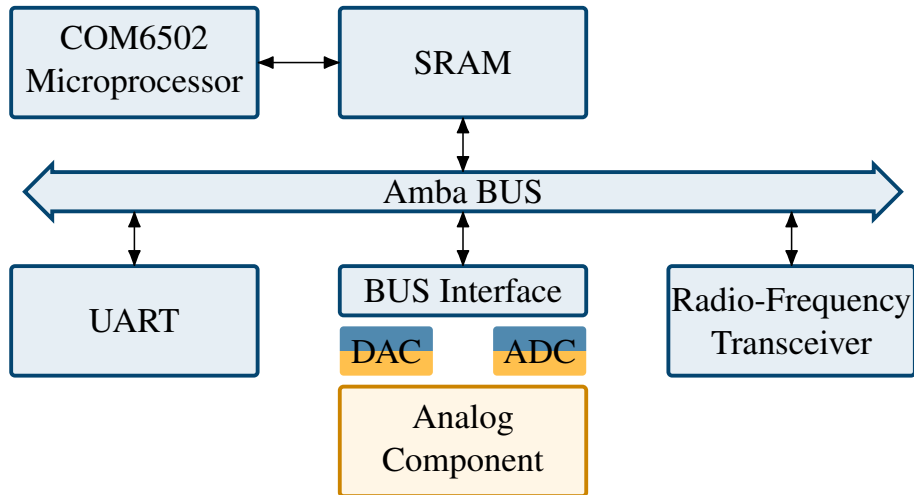 COM6502
Microprocessor
SRAM
Amba BUS
UART
BUS Interface
DAC
ADC
Analog
Component
Radio-Frequency
Transceiver